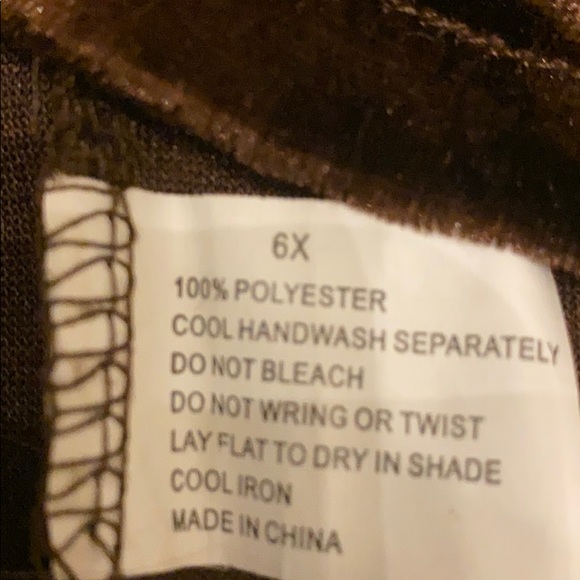 6X
100% POLYESTER
COOL HANDWASH SEPARATELY
DO NOT BLEACH
DO NOT WRING OR TWIST
LAY FLAT TO DRY IN SHADE
COOL IRON
MADE IN CHINA